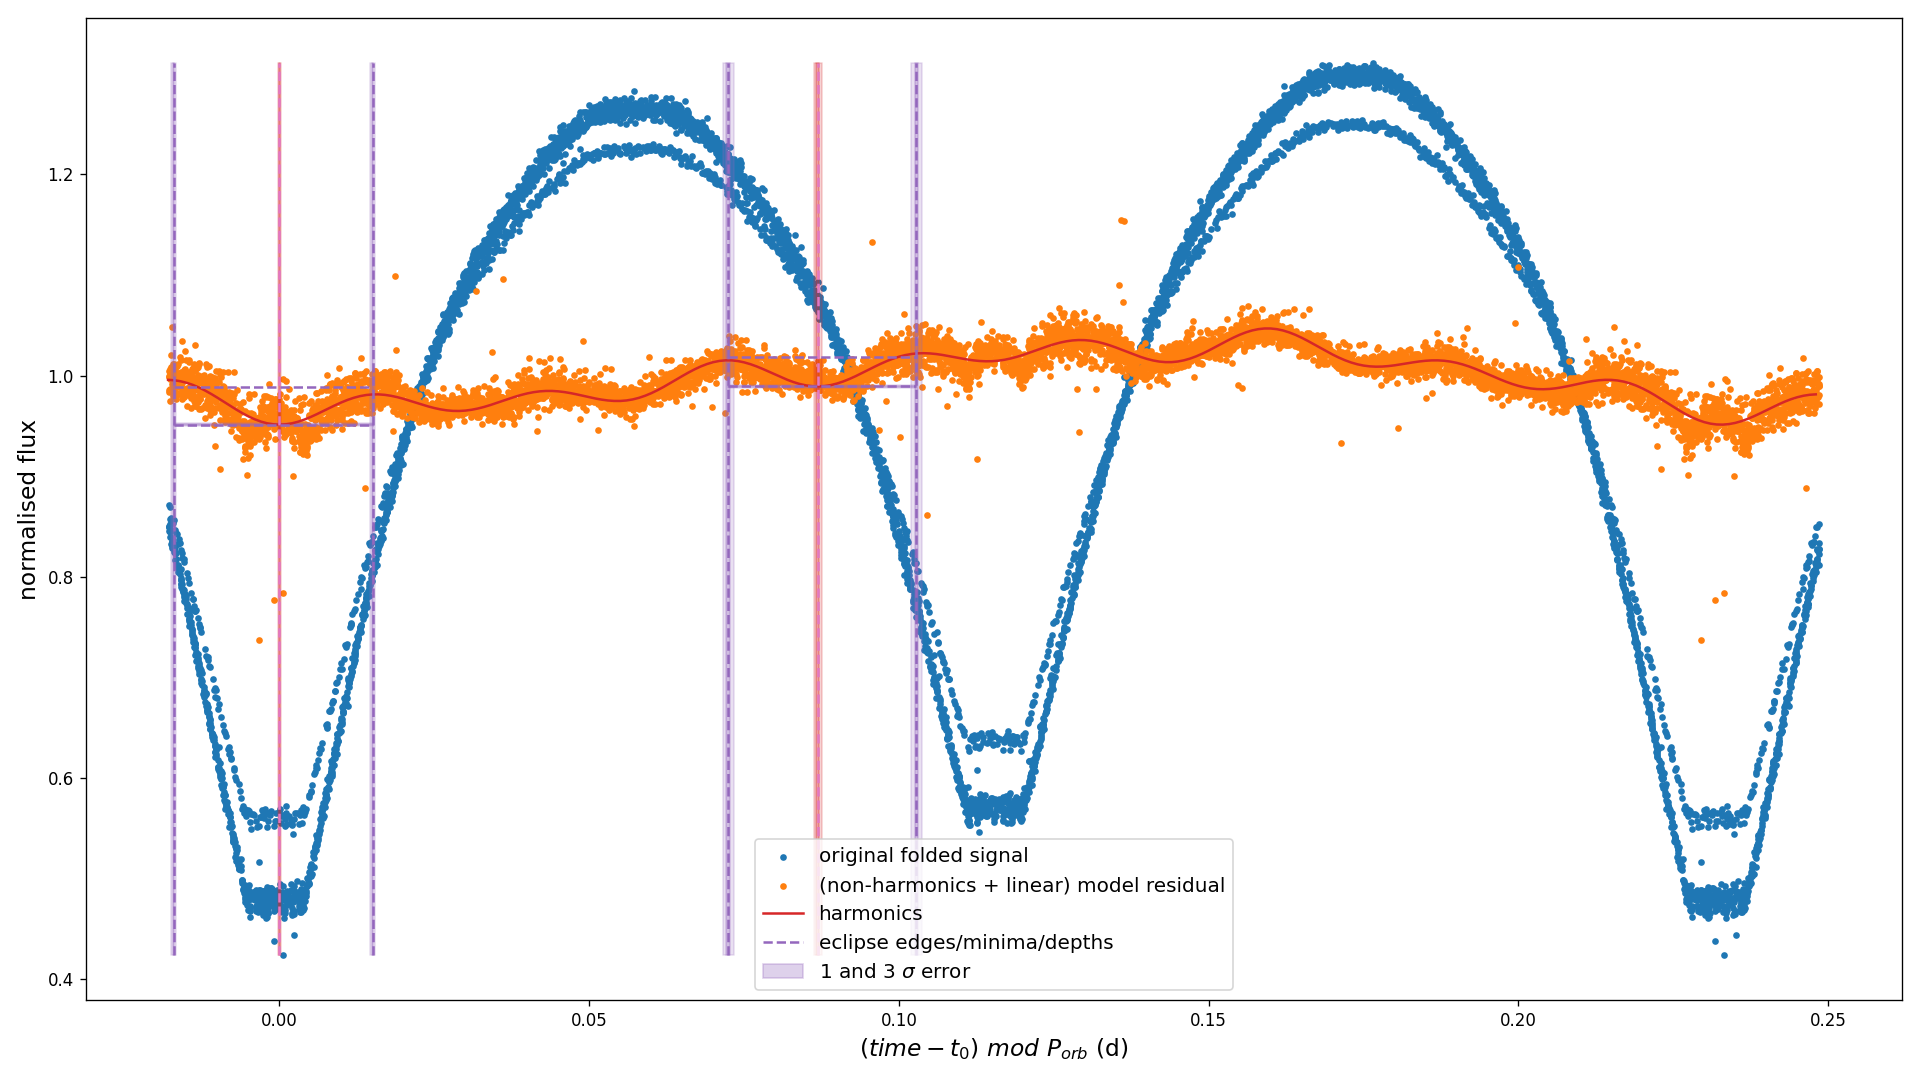 normalised flux
1.2
1.0
0.8
0.6
0.4
original folded signal
(non-harmonics + linear) model residual
harmonics
eclipse edges/minima/depths
1 and 3 σ error
0.00 0.05 0.10 0.15 0.20 0.25
(time − t₀) mod P_orb (d)